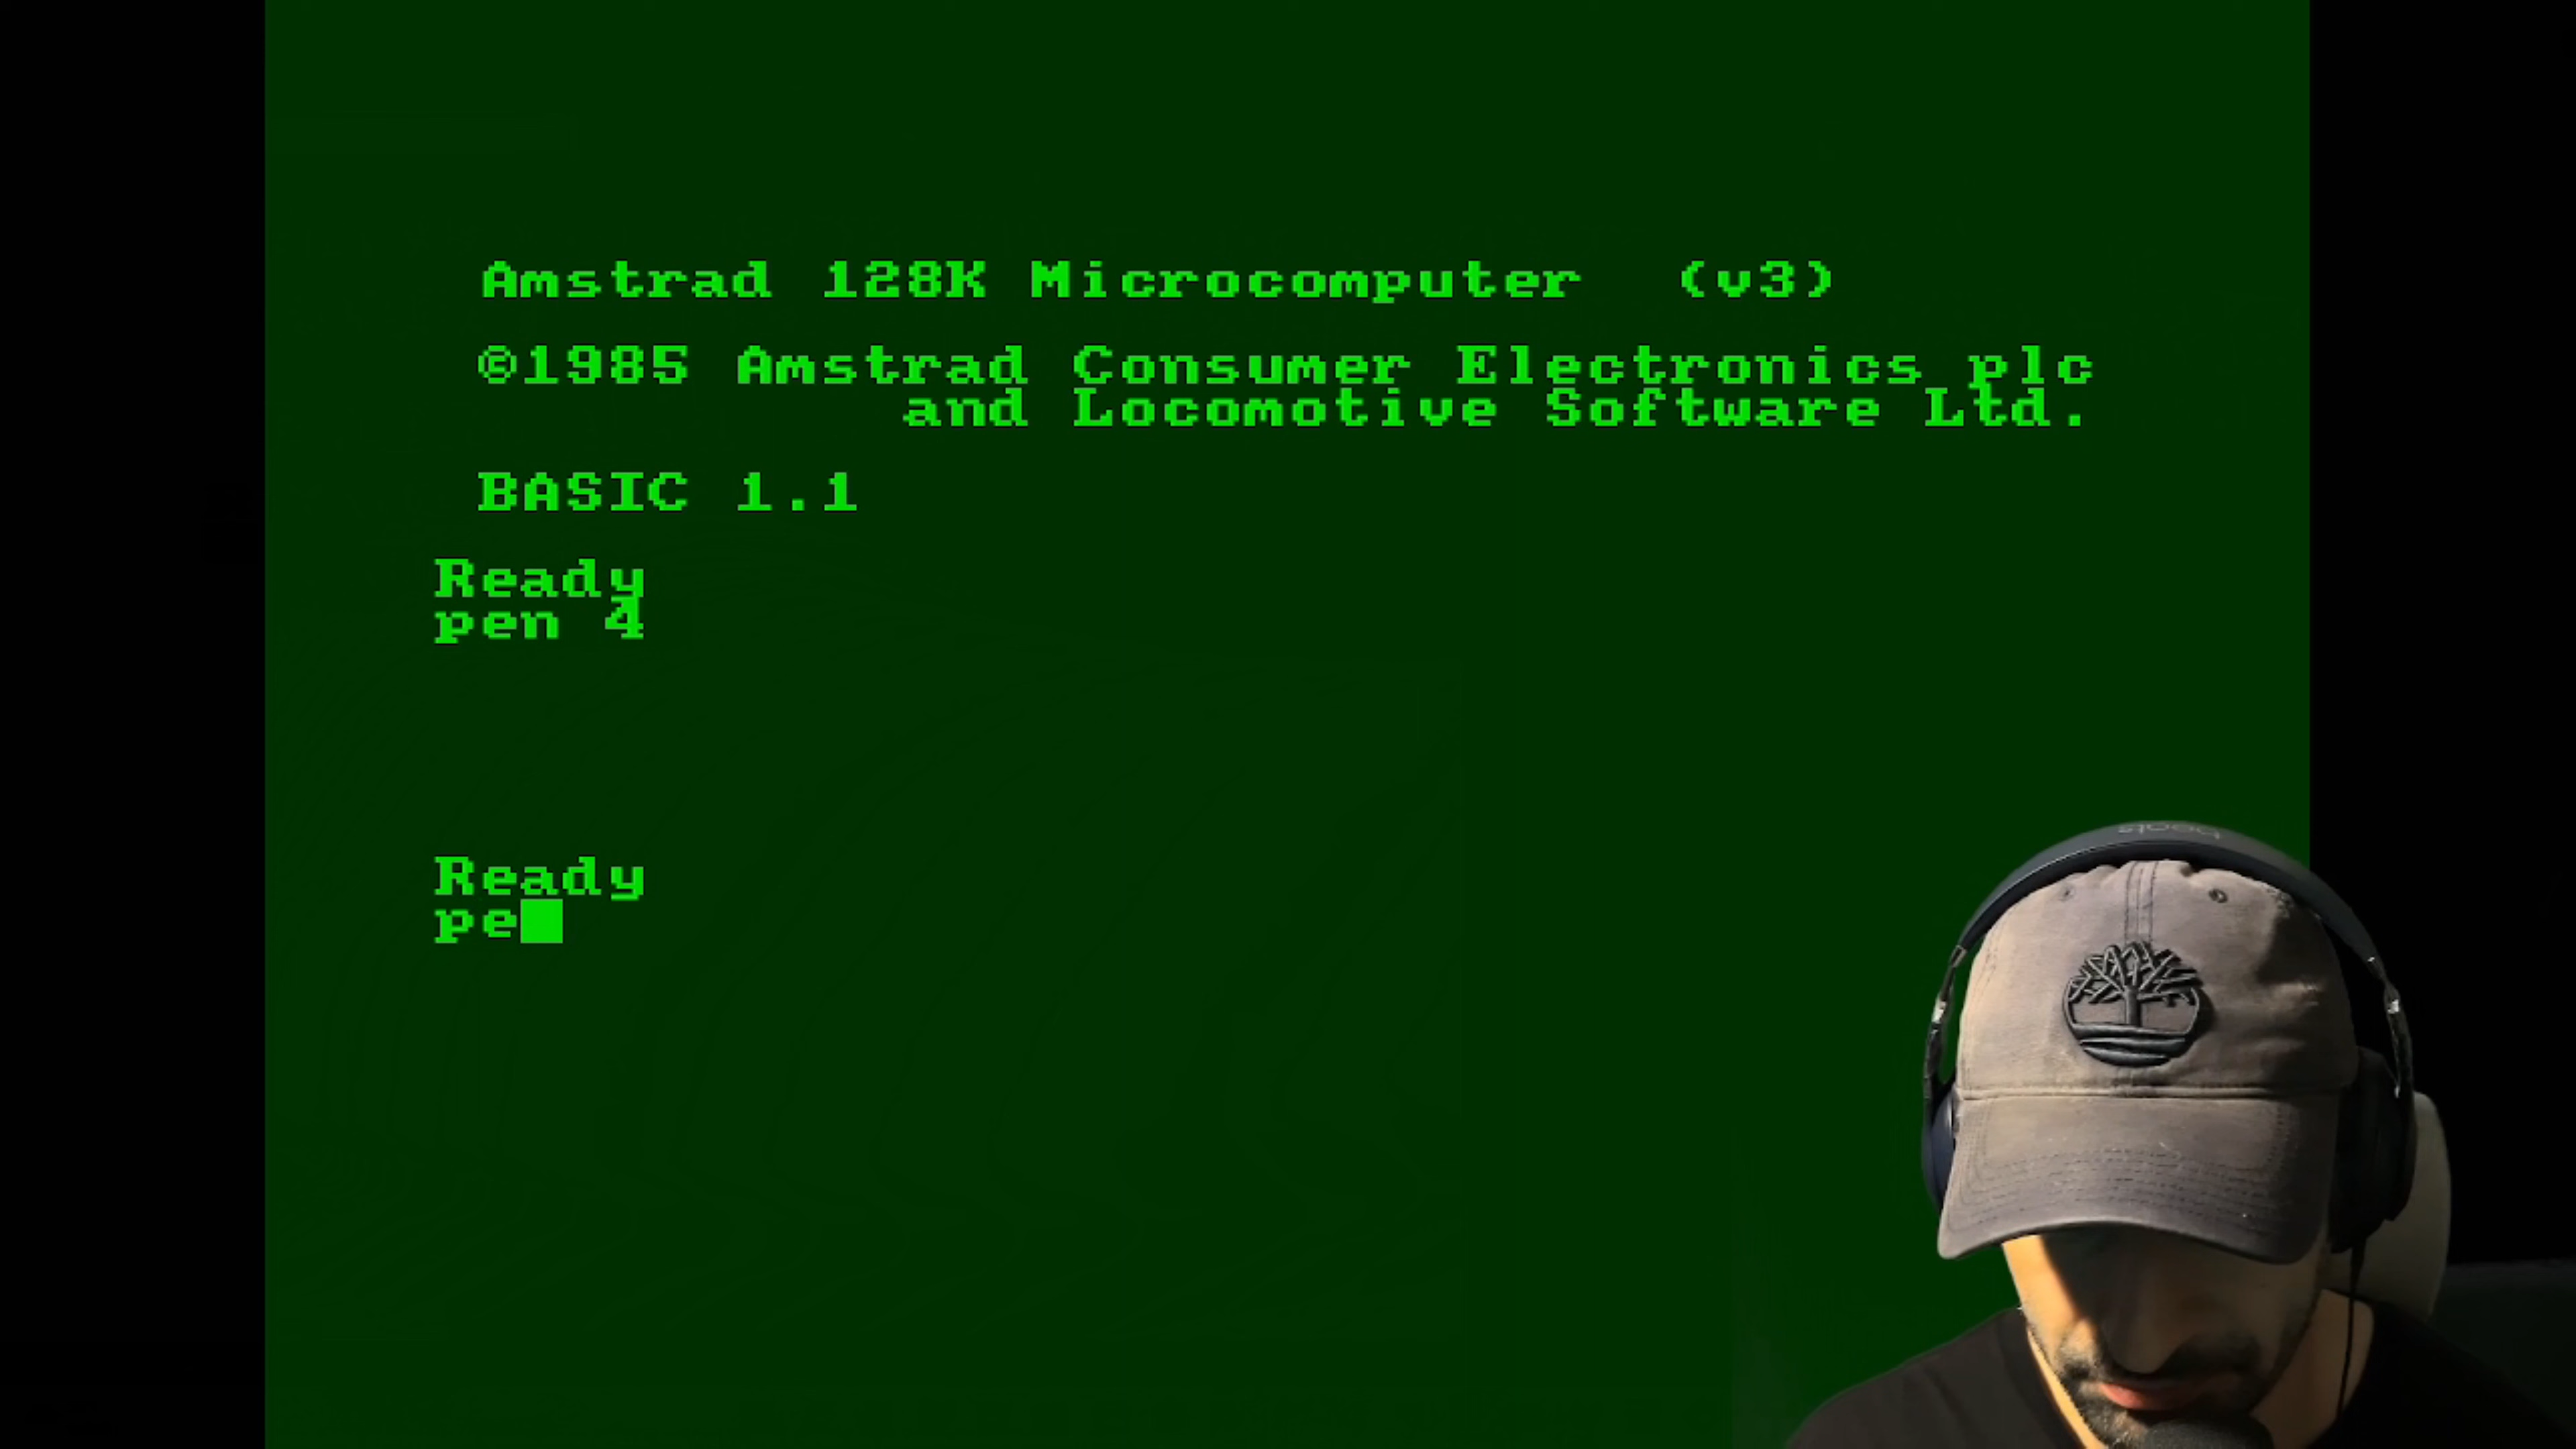 Amstrad 128K Microcomputer (v3)
©1985 Amstrad Consumer Electronics plc
and Locomotive Software Ltd.
BASIC 1.1
Ready
pen 4
Ready
pe
beats